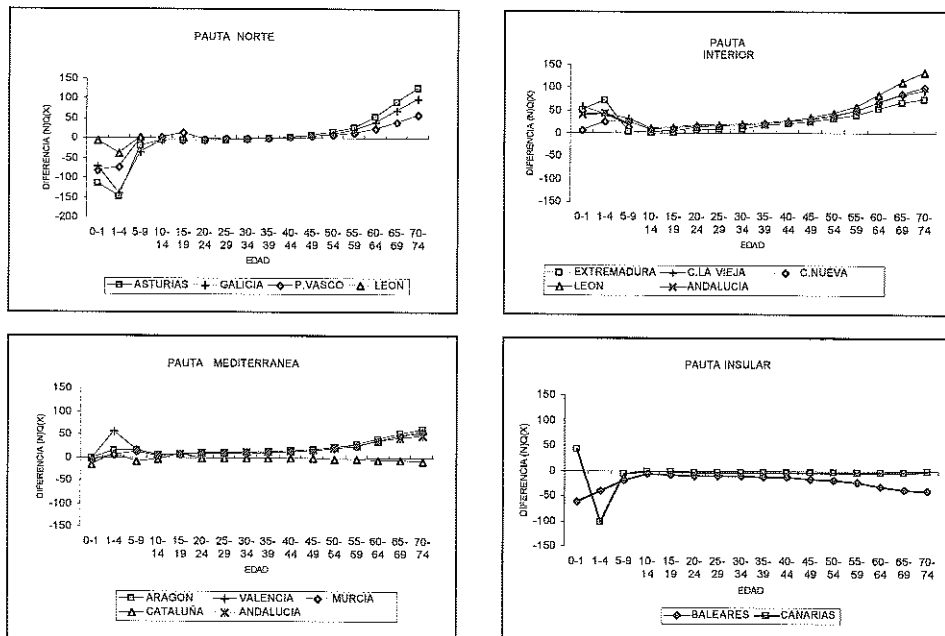 PAUTA NORTE
DIFERENCIA (N)Q(X)
150
100
50
0
-50
-100
-150
-200
0-1 1-4 5-9 10-14 15-19 20-24 25-29 30-34 35-39 40-44 45-49 50-54 55-59 60-64 65-69 70-74
EDAD
ASTURIAS GALICIA P.VASCO LEON
PAUTA
INTERIOR
DIFERENCIA (N)Q(X)
150
100
50
0
-50
-100
-150
0-1 1-4 5-9 10-14 15-19 20-24 25-29 30-34 35-39 40-44 45-49 50-54 55-59 60-64 65-69 70-74
EDAD
EXTREMADURA C.LA VIEJA C.NUEVA
LEON ANDALUCIA
PAUTA MEDITERRANEA
DIFERENCIA (N)Q(X)
150
100
50
0
-50
-100
-150
0-1 1-4 5-9 10-14 15-19 20-24 25-29 30-34 35-39 40-44 45-49 50-54 55-59 60-64 65-69 70-74
EDAD
ARAGON VALENCIA MURCIA
CATALUÑA ANDALUCIA
PAUTA INSULAR
DIFERENCIA (N)Q(X)
150
100
50
0
-50
-100
-150
0-1 1-4 5-9 10-14 15-19 20-24 25-29 30-34 35-39 40-44 45-49 50-54 55-59 60-64 65-69 70-74
EDAD
BALEARES CANARIAS